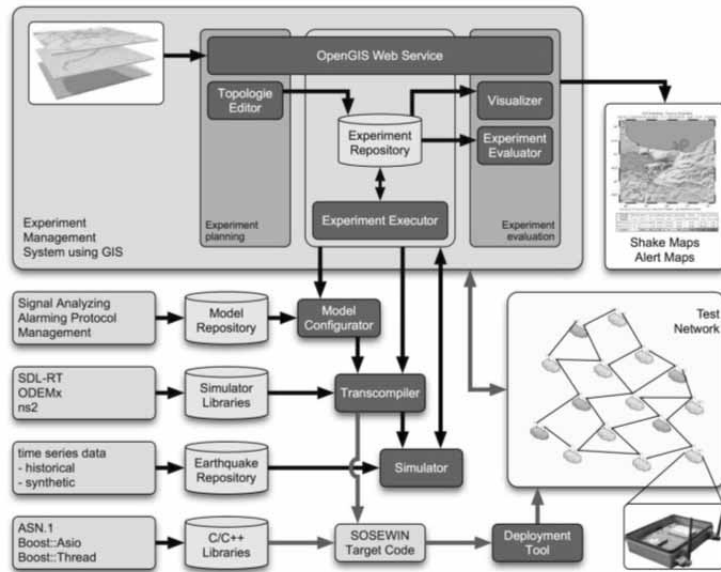 OpenGIS Web Service
Topologie
Editor
Visualizer
Experiment
Repository
Experiment
Evaluator
Experiment Executor
Experiment
Management
System using GIS
Experiment
planning
Experiment
evaluation
Shake Maps
Alert Maps
Signal Analyzing
Alarming Protocol
Management
Model
Repository
Model
Configurator
Test
Network
SDL-RT
ODEMx
ns2
Simulator
Libraries
Transcompiler
time series data
- historical
- synthetic
Earthquake
Repository
Simulator
ASN.1
Boost::Asio
Boost::Thread
C/C++
Libraries
SOSEWIN
Target Code
Deployment
Tool